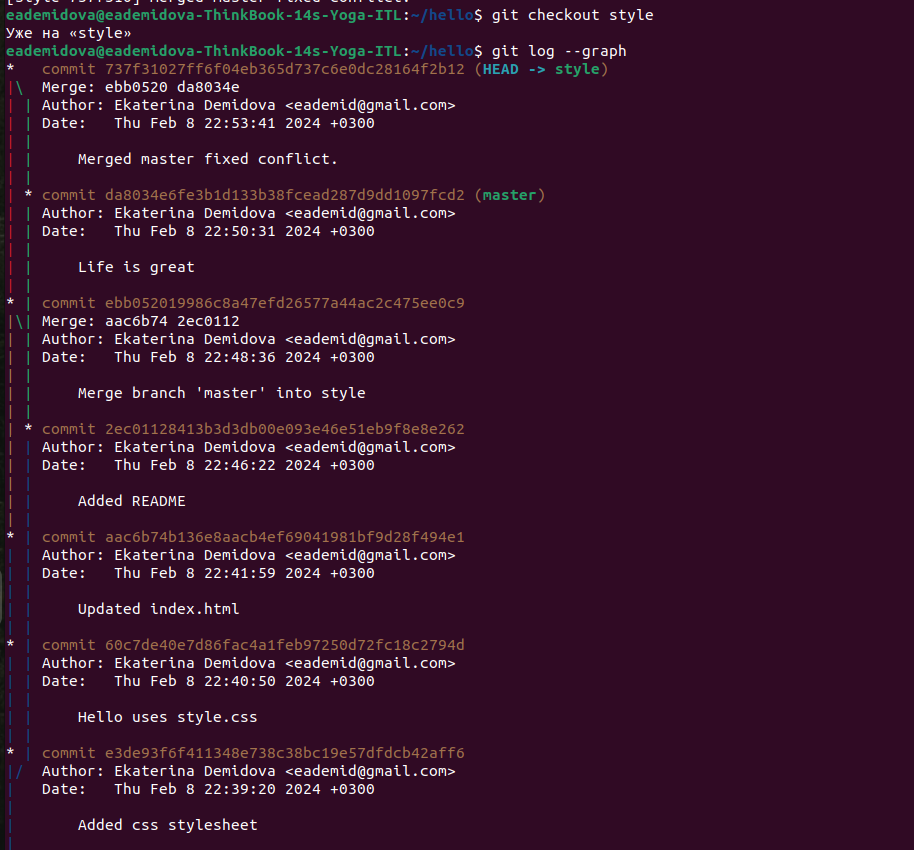 [style 737f310] Merged master fixed conflict.
eademidova@eademidova-ThinkBook-14s-Yoga-ITL:~/hello$ git checkout style
Уже на «style»
eademidova@eademidova-ThinkBook-14s-Yoga-ITL:~/hello$ git log --graph
*   commit 737f31027ff6f04eb365d737c6e0dc28164f2b12 (HEAD -> style)
|\  Merge: ebb0520 da8034e
| | Author: Ekaterina Demidova <eademid@gmail.com>
| | Date:   Thu Feb 8 22:53:41 2024 +0300
| |
| |     Merged master fixed conflict.
| |
| * commit da8034e6fe3b1d133b38fcead287d9dd1097fcd2 (master)
| | Author: Ekaterina Demidova <eademid@gmail.com>
| | Date:   Thu Feb 8 22:50:31 2024 +0300
| |
| |     Life is great
| |
* | commit ebb052019986c8a47efd26577a44ac2c475ee0c9
|\| Merge: aac6b74 2ec0112
| | Author: Ekaterina Demidova <eademid@gmail.com>
| | Date:   Thu Feb 8 22:48:36 2024 +0300
| |
| |     Merge branch 'master' into style
| |
| * commit 2ec01128413b3d3db00e093e46e51eb9f8e8e262
| | Author: Ekaterina Demidova <eademid@gmail.com>
| | Date:   Thu Feb 8 22:46:22 2024 +0300
| |
| |     Added README
| |
* | commit aac6b74b136e8aacb4ef69041981bf9d28f494e1
| | Author: Ekaterina Demidova <eademid@gmail.com>
| | Date:   Thu Feb 8 22:41:59 2024 +0300
| |
| |     Updated index.html
| |
* | commit 60c7de40e7d86fac4a1feb97250d72fc18c2794d
| | Author: Ekaterina Demidova <eademid@gmail.com>
| | Date:   Thu Feb 8 22:40:50 2024 +0300
| |
| |     Hello uses style.css
| |
* | commit e3de93f6f411348e738c38bc19e57dfdcb42aff6
|/  Author: Ekaterina Demidova <eademid@gmail.com>
|   Date:   Thu Feb 8 22:39:20 2024 +0300
|
|       Added css stylesheet
|